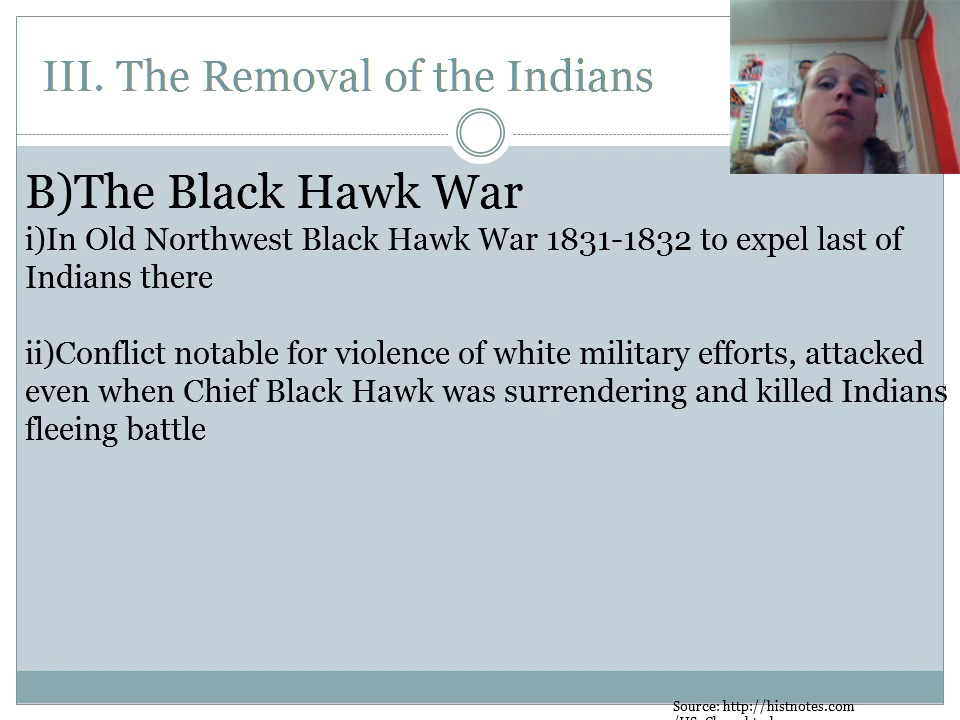 III. The Removal of the Indians
B)The Black Hawk War
i)In Old Northwest Black Hawk War 1831-1832 to expel last of
Indians there
ii)Conflict notable for violence of white military efforts, attacked
even when Chief Black Hawk was surrendering and killed Indians
fleeing battle
Source: http://histnotes.com